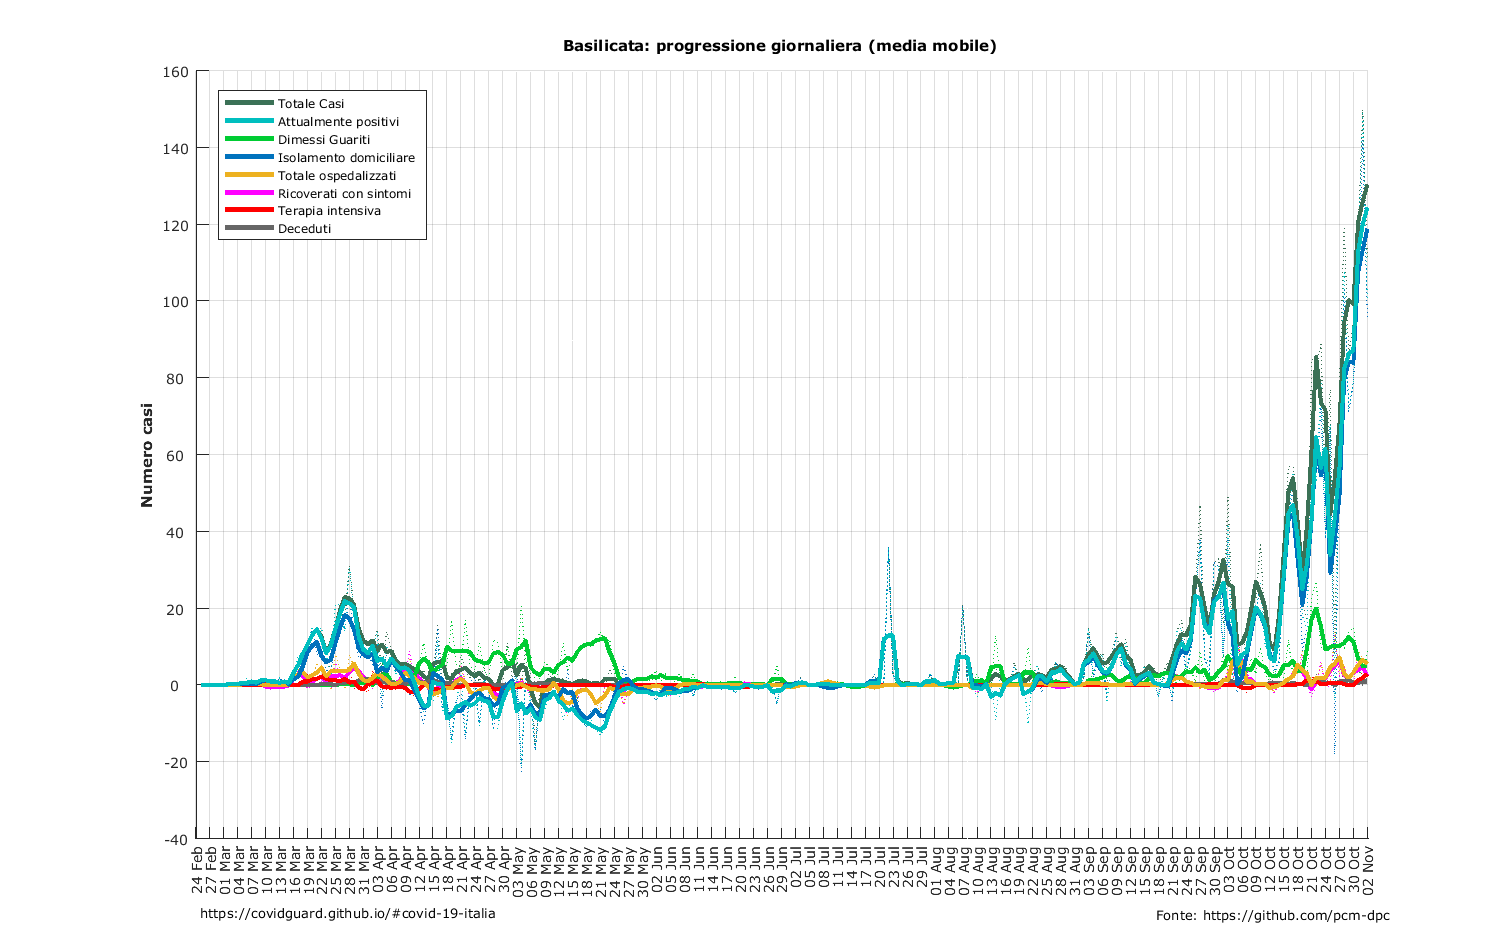 Basilicata: progressione giornaliera (media mobile)
160
140
120
100
80
60
40
20
0
-20
-40
Numero casi
Totale Casi
Attualmente positivi
Dimessi Guariti
Isolamento domiciliare
Totale ospedalizzati
Ricoverati con sintomi
Terapia intensiva
Deceduti
24 Feb
27 Feb
01 Mar
04 Mar
07 Mar
10 Mar
13 Mar
16 Mar
19 Mar
22 Mar
25 Mar
28 Mar
31 Mar
03 Apr
06 Apr
09 Apr
12 Apr
15 Apr
18 Apr
21 Apr
24 Apr
27 Apr
30 Apr
03 May
06 May
09 May
12 May
15 May
18 May
21 May
24 May
27 May
30 May
02 Jun
05 Jun
08 Jun
11 Jun
14 Jun
17 Jun
20 Jun
23 Jun
26 Jun
29 Jun
02 Jul
05 Jul
08 Jul
11 Jul
14 Jul
17 Jul
20 Jul
23 Jul
26 Jul
29 Jul
01 Aug
04 Aug
07 Aug
10 Aug
13 Aug
16 Aug
19 Aug
22 Aug
25 Aug
28 Aug
31 Aug
03 Sep
06 Sep
09 Sep
12 Sep
15 Sep
18 Sep
21 Sep
24 Sep
27 Sep
30 Sep
03 Oct
06 Oct
09 Oct
12 Oct
15 Oct
18 Oct
21 Oct
24 Oct
27 Oct
30 Oct
02 Nov
https://covidguard.github.io/#covid-19-italia
Fonte: https://github.com/pcm-dpc